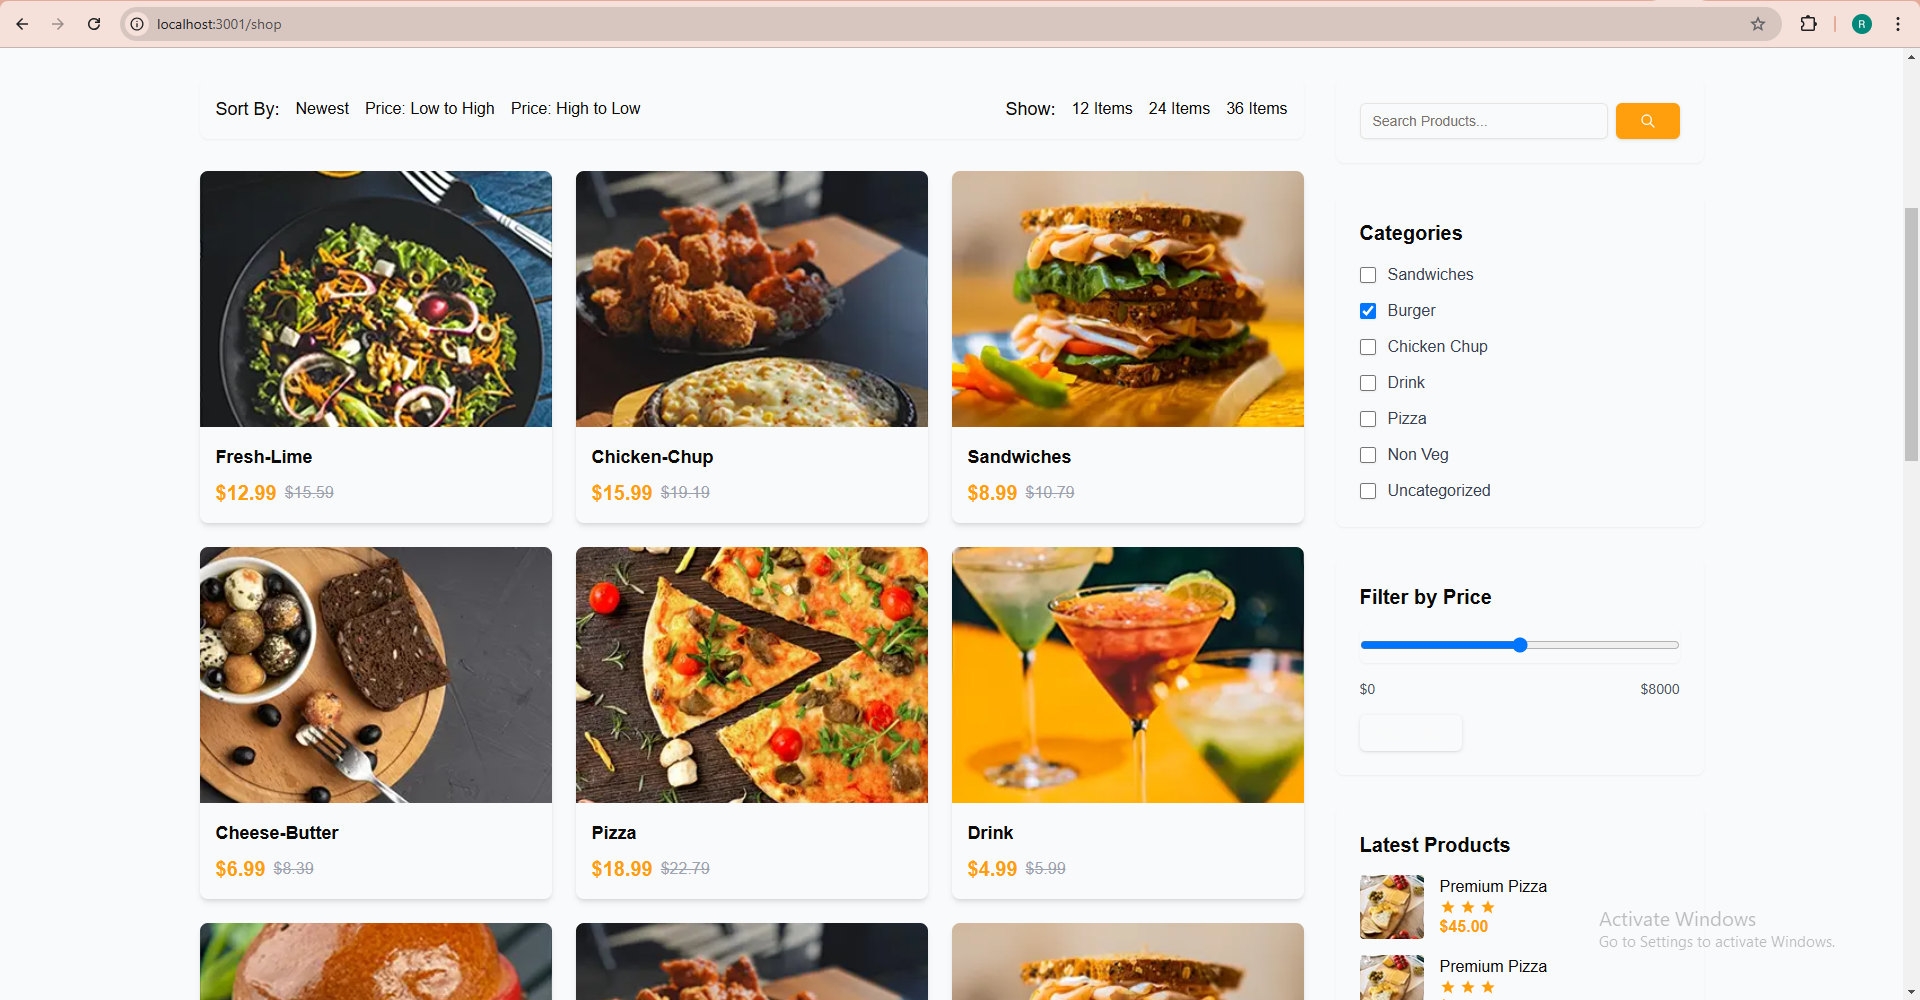 localhost:3001/shop
R
Sort By: Newest Price: Low to High Price: High to Low
Show: 12 Items 24 Items 36 Items
Search Products...
Fresh-Lime
$12.99 $15.59
Chicken-Chup
$15.99 $19.19
Sandwiches
$8.99 $10.79
Cheese-Butter
$6.99 $8.39
Pizza
$18.99 $22.79
Drink
$4.99 $5.99
Categories
Sandwiches
Burger
Chicken Chup
Drink
Pizza
Non Veg
Uncategorized
Filter by Price
$0 $8000
Latest Products
Premium Pizza
$45.00
Premium Pizza
Activate Windows
Go to Settings to activate Windows.